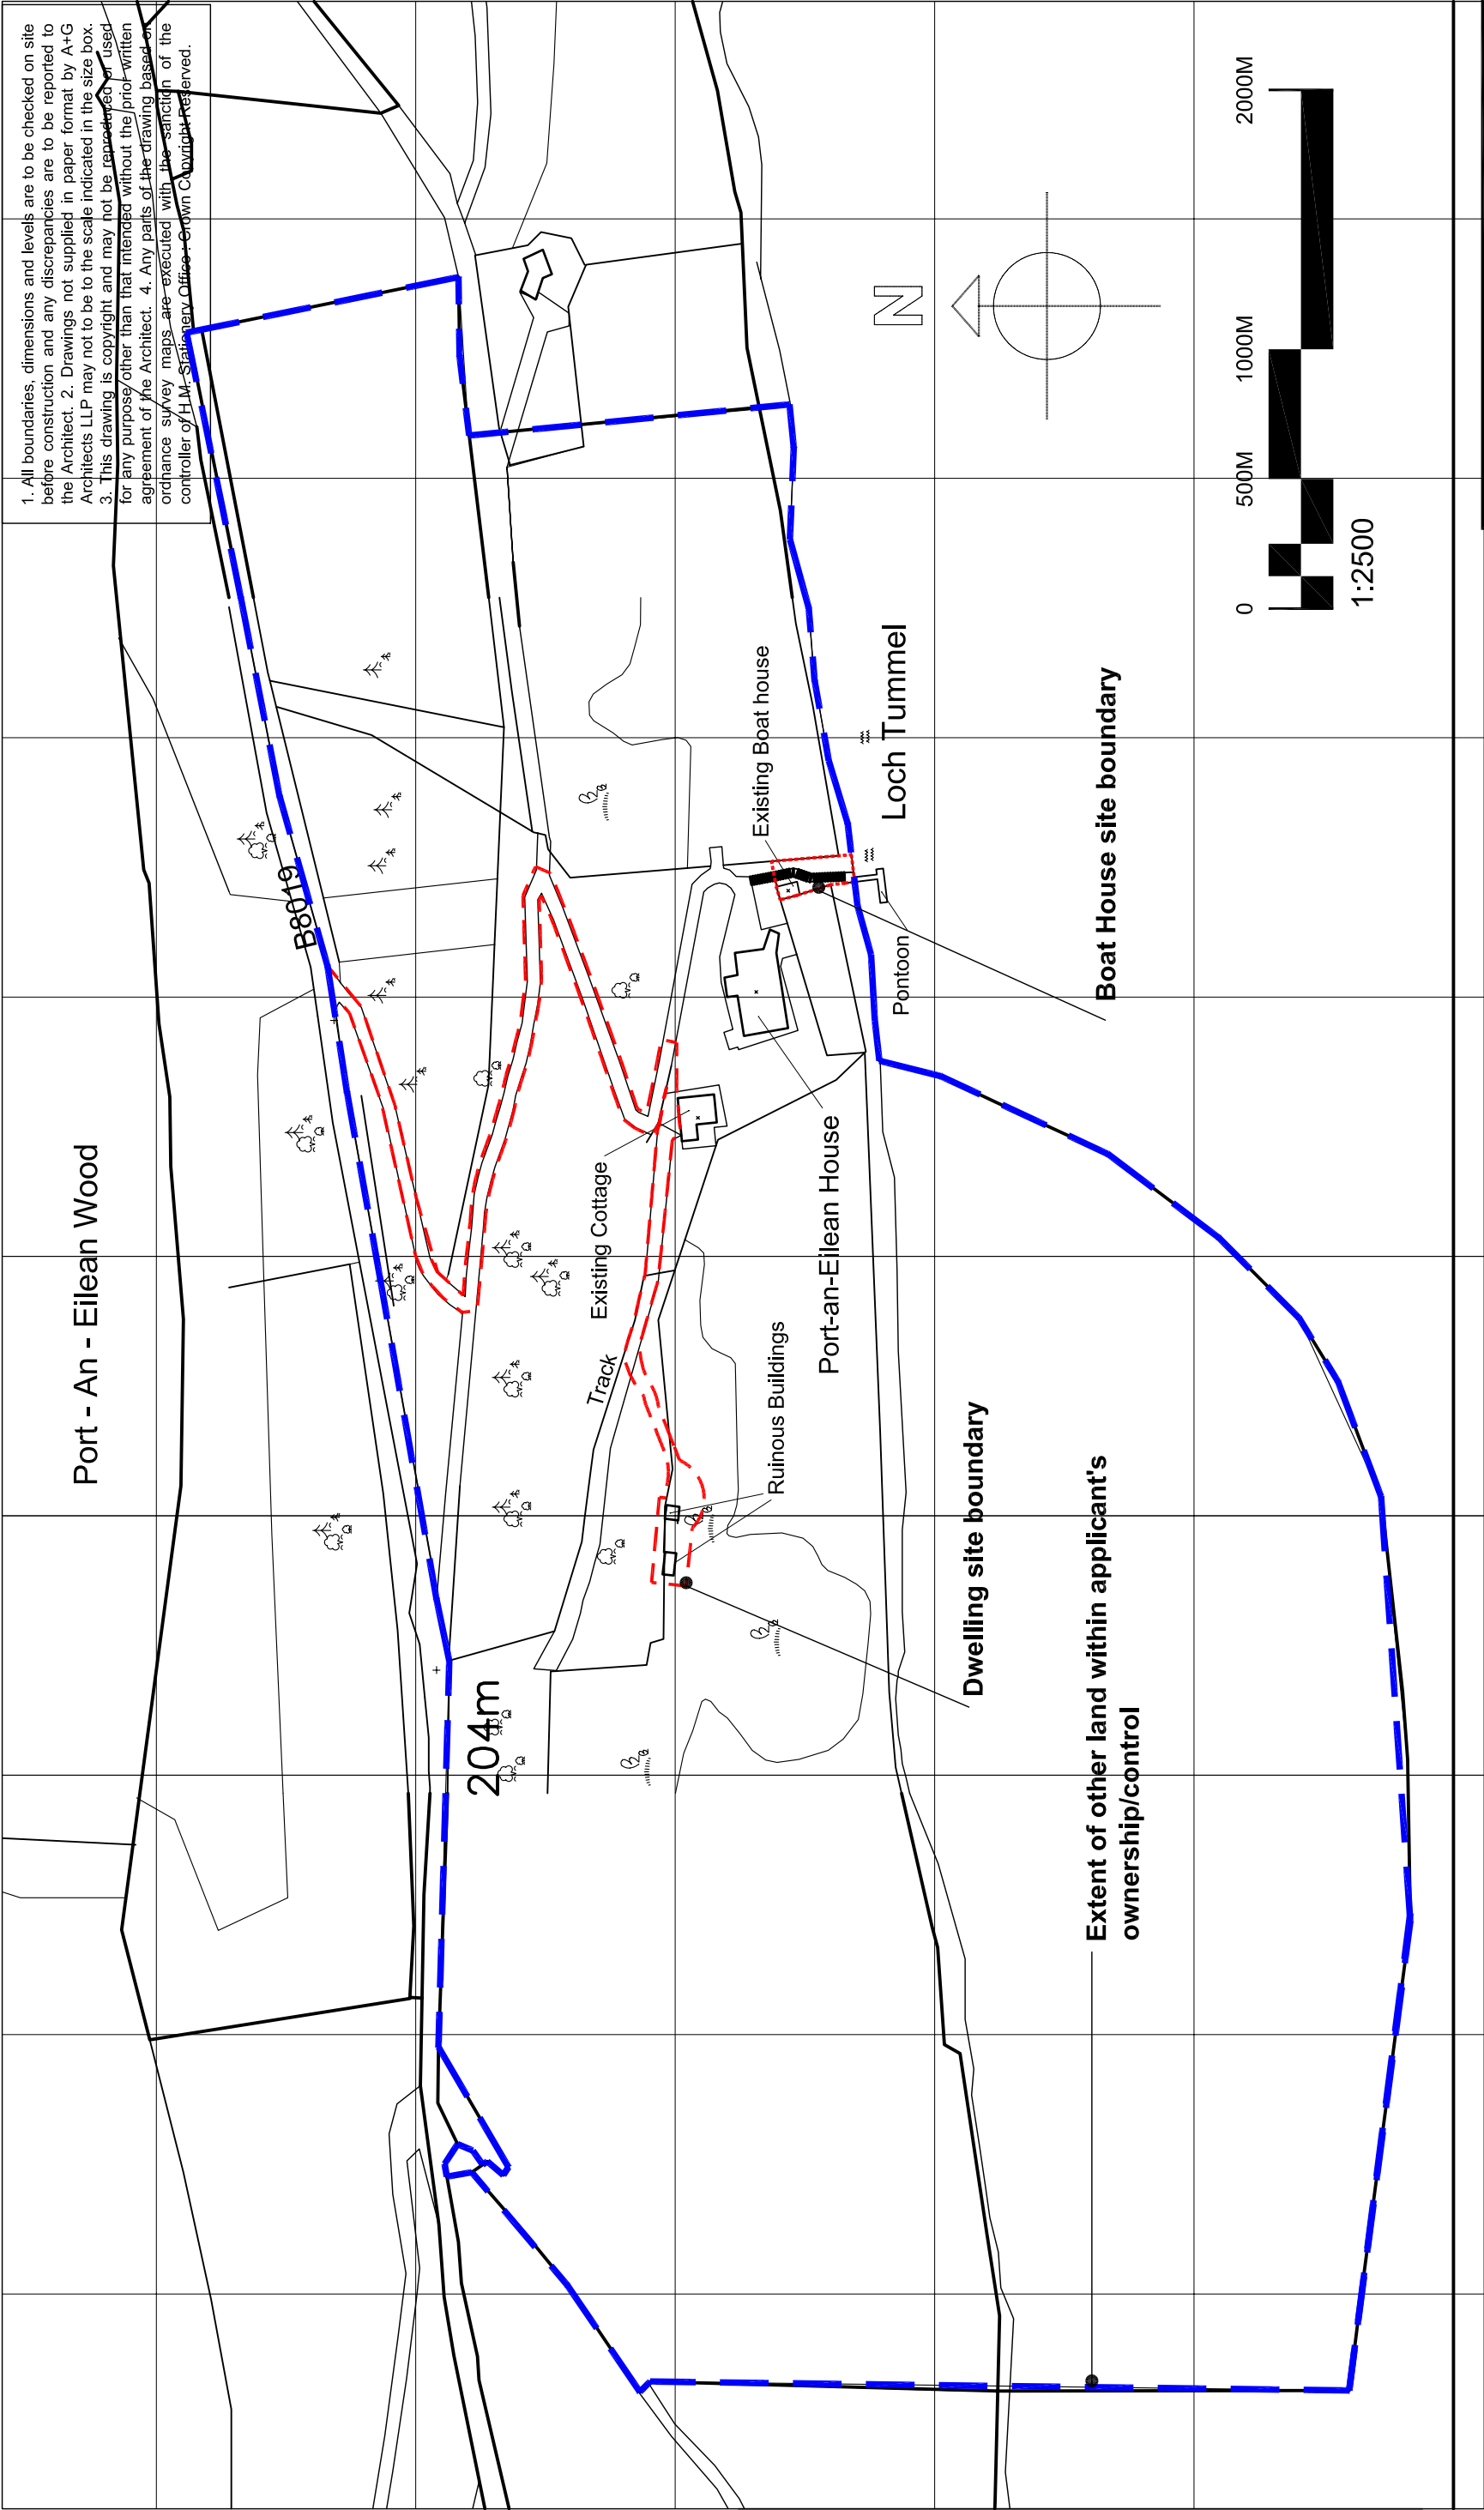 1. All boundaries, dimensions and levels are to be checked on site
before construction and any discrepancies are to be reported to
the Architect. 2. Drawings not supplied in paper format by A+G
Architects LLP may not to be to the scale indicated in the size box.
3. This drawing is copyright and may not be reproduced or used
for any purpose other than that intended without the prior written
agreement of the Architect. 4. Any parts of the drawing based on
ordnance survey maps are executed with the sanction of the
controller of H.M. Stationery Office : Crown Copyright Reserved.
Port - An - Eilean Wood
B8019
204m
Track
Existing Cottage
Ruinous Buildings
Port-an-Eilean House
Existing Boat house
Pontoon
Loch Tummel
N
Dwelling site boundary
Boat House site boundary
Extent of other land within applicant's
ownership/control
0 500M 1000M 2000M
1:2500